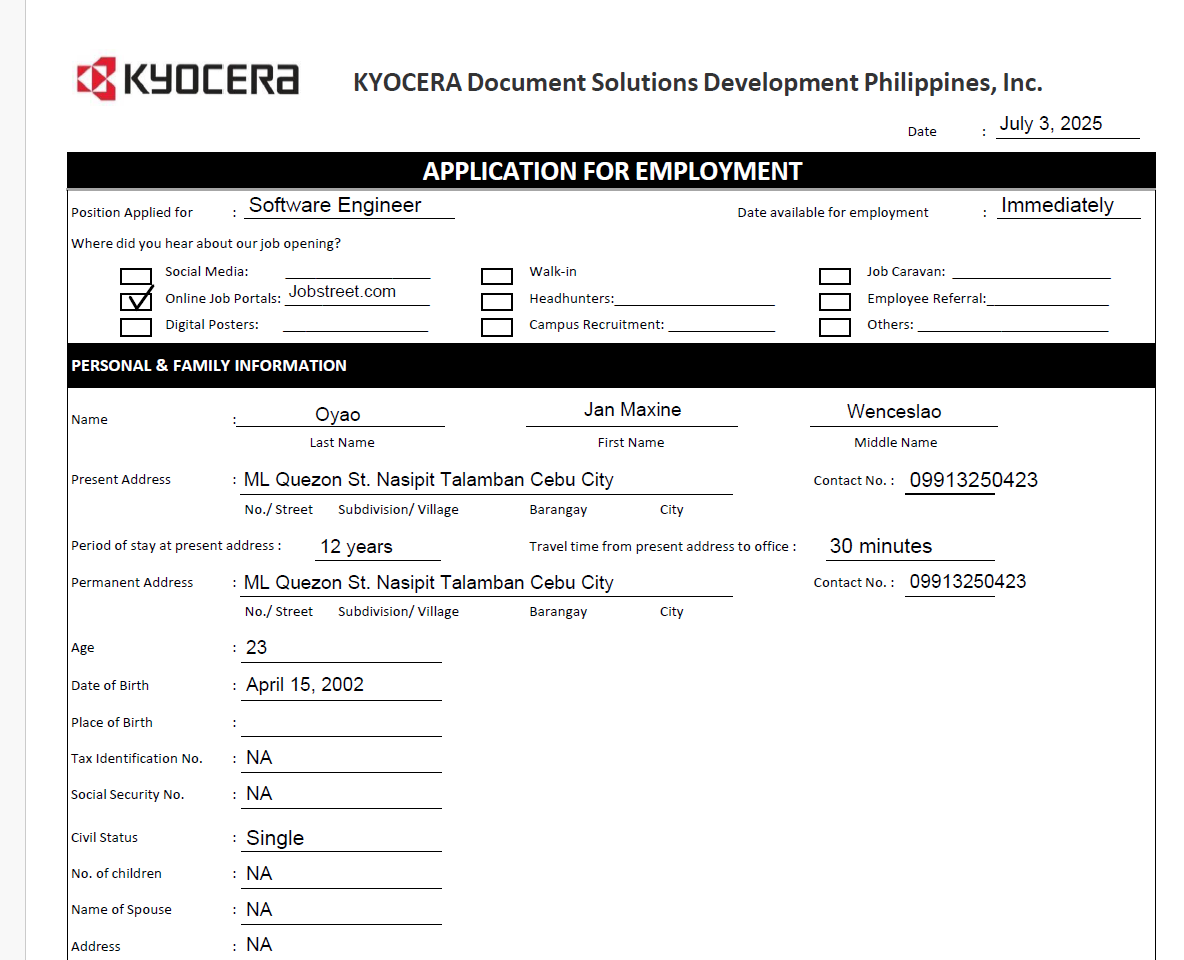 KYOCERA KYOCERA Document Solutions Development Philippines, Inc.
Date : July 3, 2025
APPLICATION FOR EMPLOYMENT
Position Applied for : Software Engineer Date available for employment : Immediately
Where did you hear about our job opening?
Social Media: Walk-in Job Caravan:
Online Job Portals: Jobstreet.com Headhunters: Employee Referral:
Digital Posters: Campus Recruitment: Others:
PERSONAL & FAMILY INFORMATION
Name : Oyao Jan Maxine Wenceslao
Last Name First Name Middle Name
Present Address : ML Quezon St. Nasipit Talamban Cebu City Contact No. : 09913250423
No./ Street Subdivision/ Village Barangay City
Period of stay at present address : 12 years Travel time from present address to office : 30 minutes
Permanent Address : ML Quezon St. Nasipit Talamban Cebu City Contact No. : 09913250423
No./ Street Subdivision/ Village Barangay City
Age : 23
Date of Birth : April 15, 2002
Place of Birth :
Tax Identification No. : NA
Social Security No. : NA
Civil Status : Single
No. of children : NA
Name of Spouse : NA
Address : NA